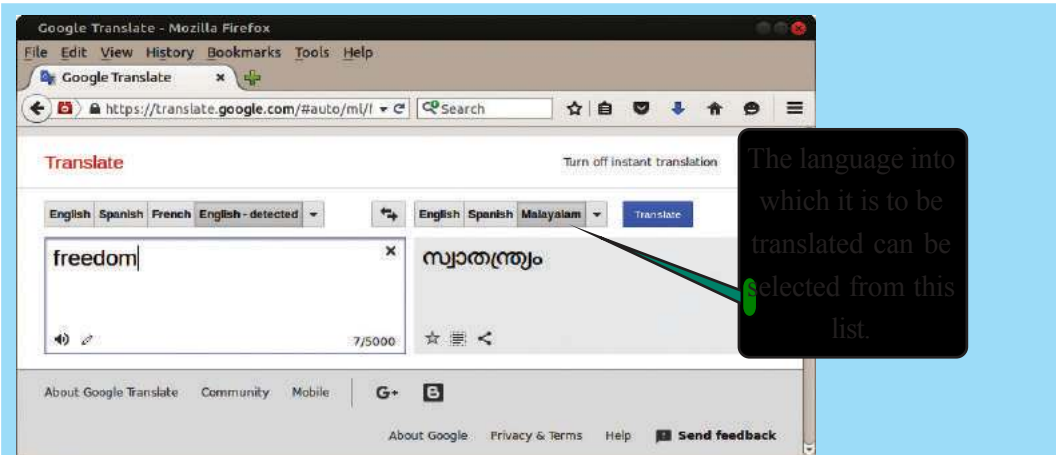 Google Translate - Mozilla Firefox
File Edit View History Bookmarks Tools Help
Google Translate
https://translate.google.com/#auto/ml/f Search
Translate Turn off instant translation
English Spanish French English - detected English Spanish Malayalam Translate
freedom സ്വാതന്ത്ര്യം
7/5000
The language into
which it is to be
translated can be
selected from this
list.
About Google Translate Community Mobile G+ B
About Google Privacy & Terms Help Send feedback